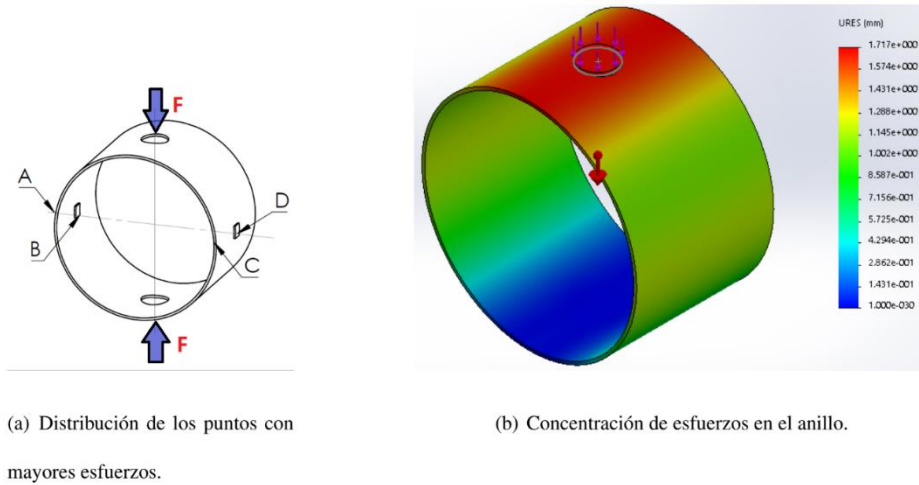 F
A
B
D
C
F
URES (mm)
1.717e+000
1.574e+000
1.431e+000
1.288e+000
1.145e+000
1.002e+000
8.587e-001
7.156e-001
5.725e-001
4.294e-001
2.862e-001
1.431e-001
1.000e-030
(a) Distribución de los puntos con
mayores esfuerzos.
(b) Concentración de esfuerzos en el anillo.